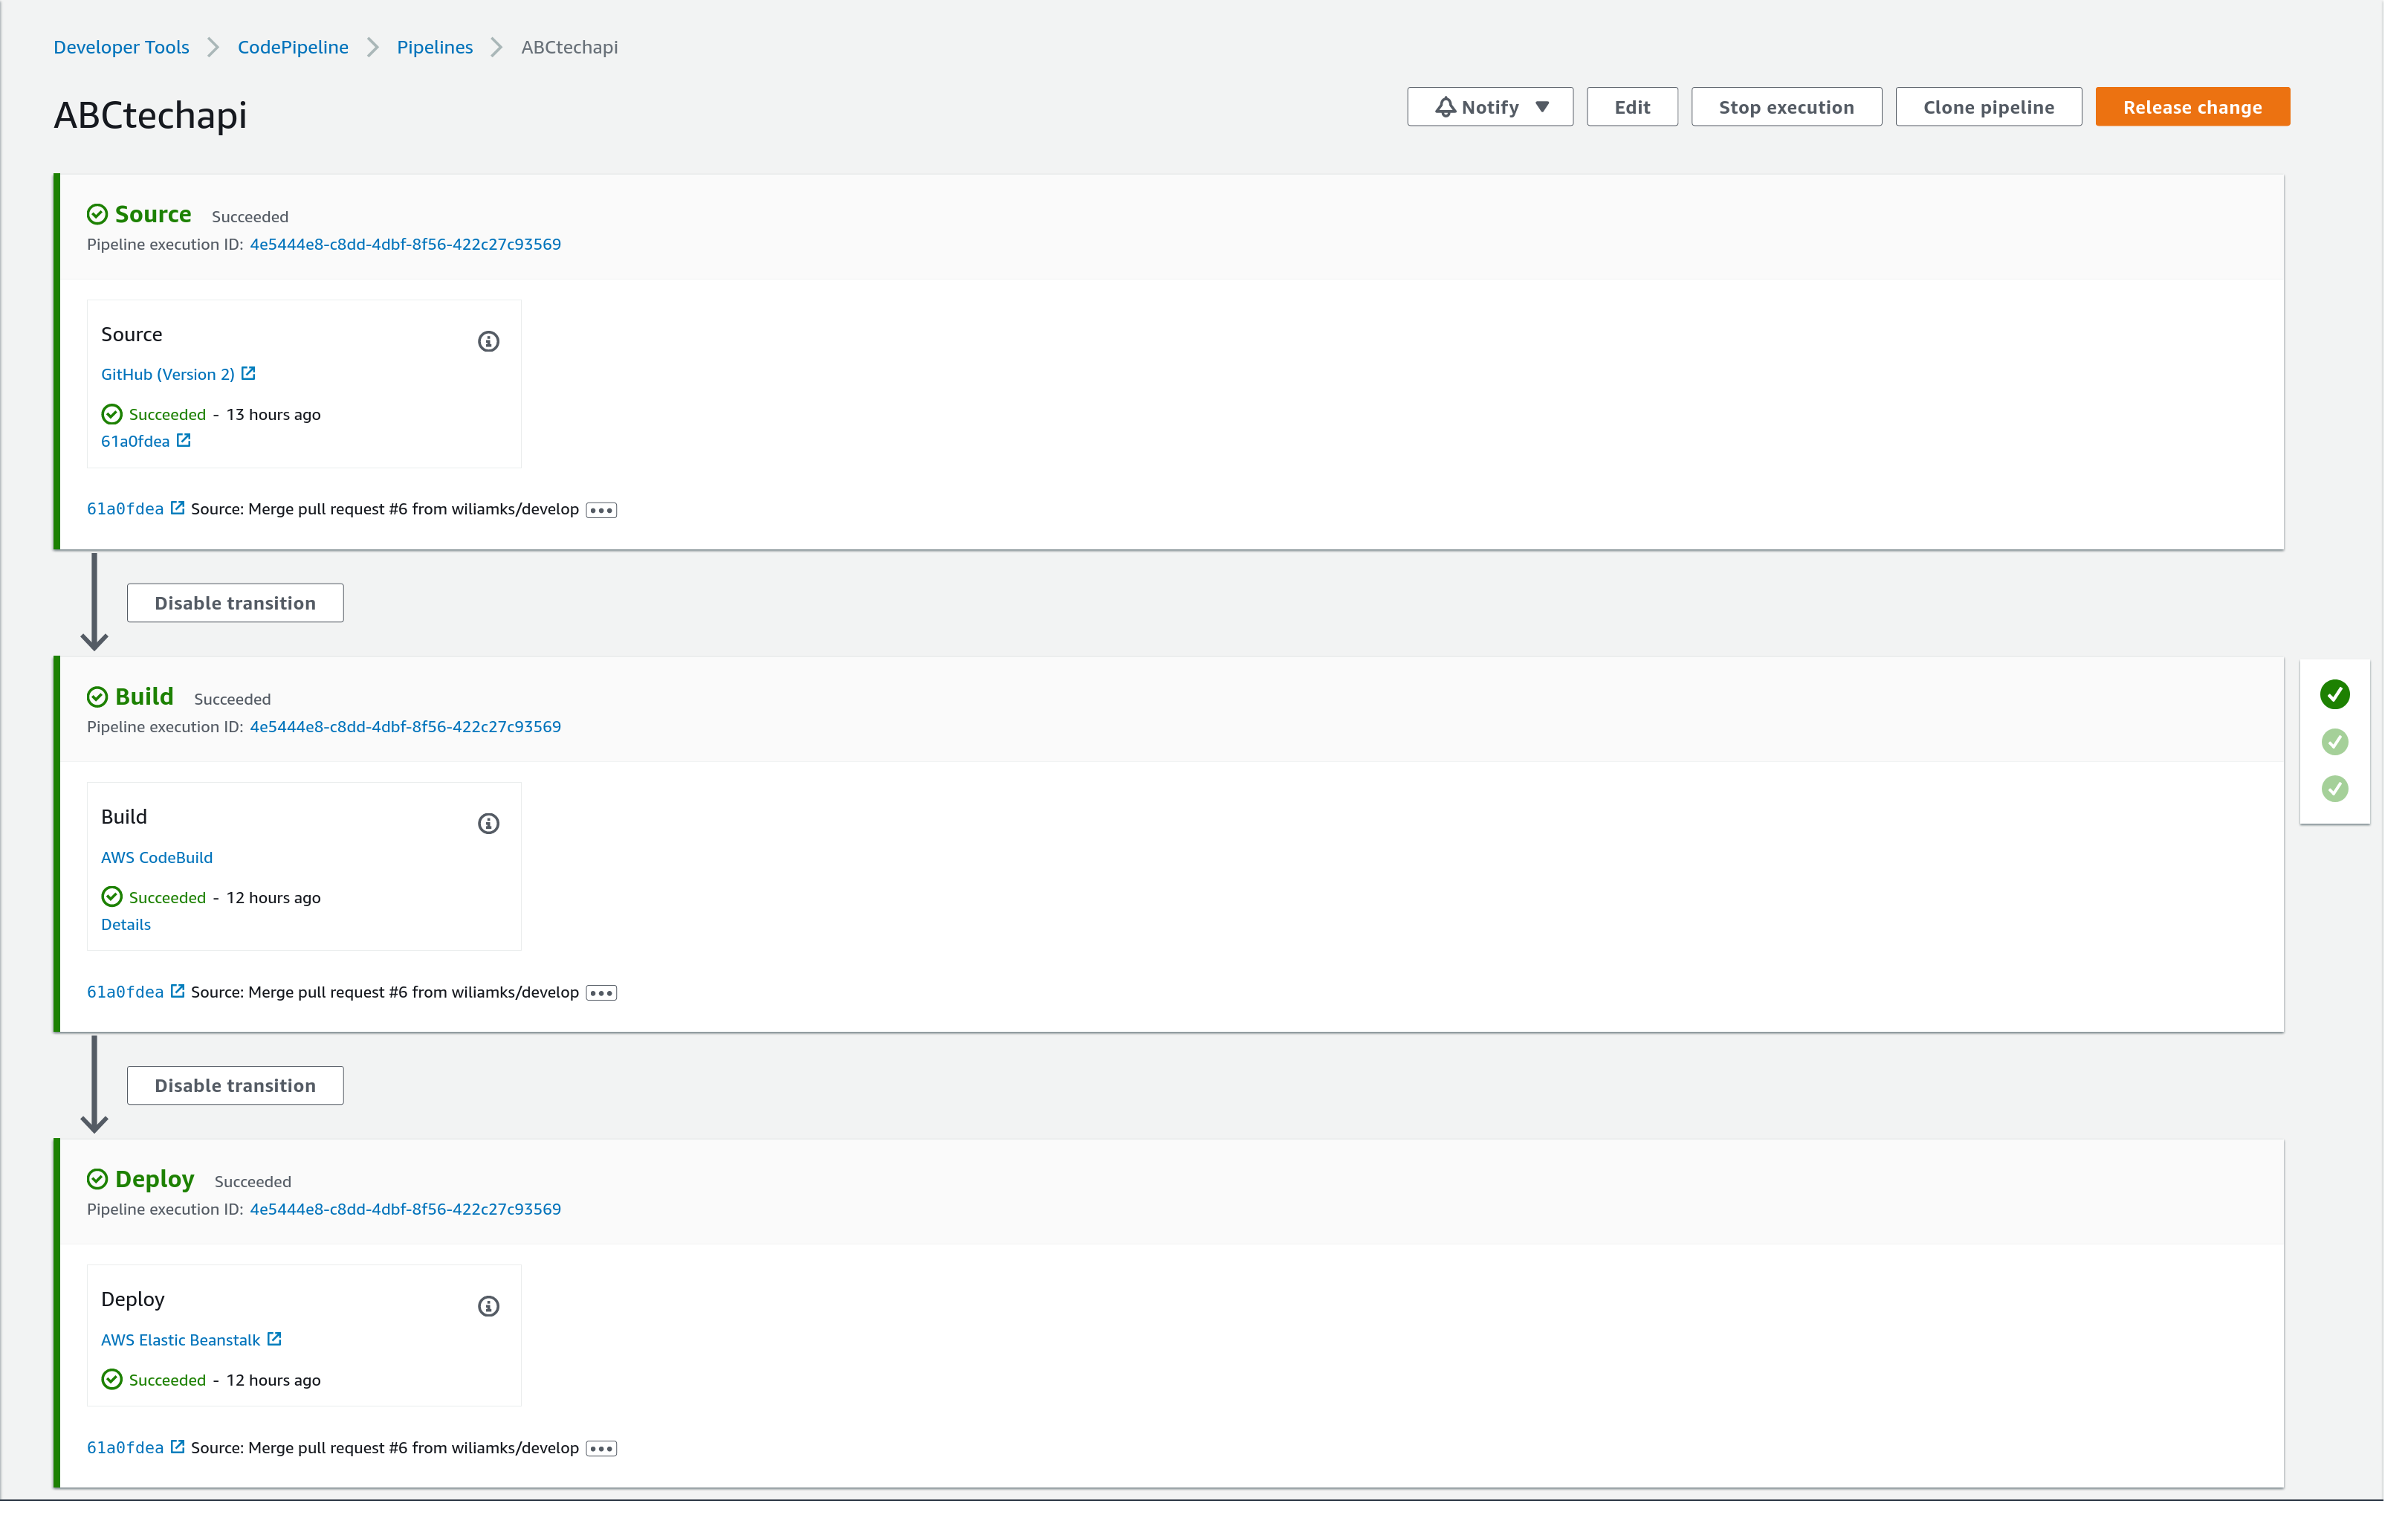 Developer Tools CodePipeline Pipelines ABCtechapi
ABCtechapi
Notify Edit Stop execution Clone pipeline Release change
Source Succeeded
Pipeline execution ID: 4e5444e8-c8dd-4dbf-8f56-422c27c93569
Source
GitHub (Version 2)
Succeeded - 13 hours ago
61a0fdea
61a0fdea Source: Merge pull request #6 from wiliamks/develop
Disable transition
Build Succeeded
Pipeline execution ID: 4e5444e8-c8dd-4dbf-8f56-422c27c93569
Build
AWS CodeBuild
Succeeded - 12 hours ago
Details
61a0fdea Source: Merge pull request #6 from wiliamks/develop
Disable transition
Deploy Succeeded
Pipeline execution ID: 4e5444e8-c8dd-4dbf-8f56-422c27c93569
Deploy
AWS Elastic Beanstalk
Succeeded - 12 hours ago
61a0fdea Source: Merge pull request #6 from wiliamks/develop